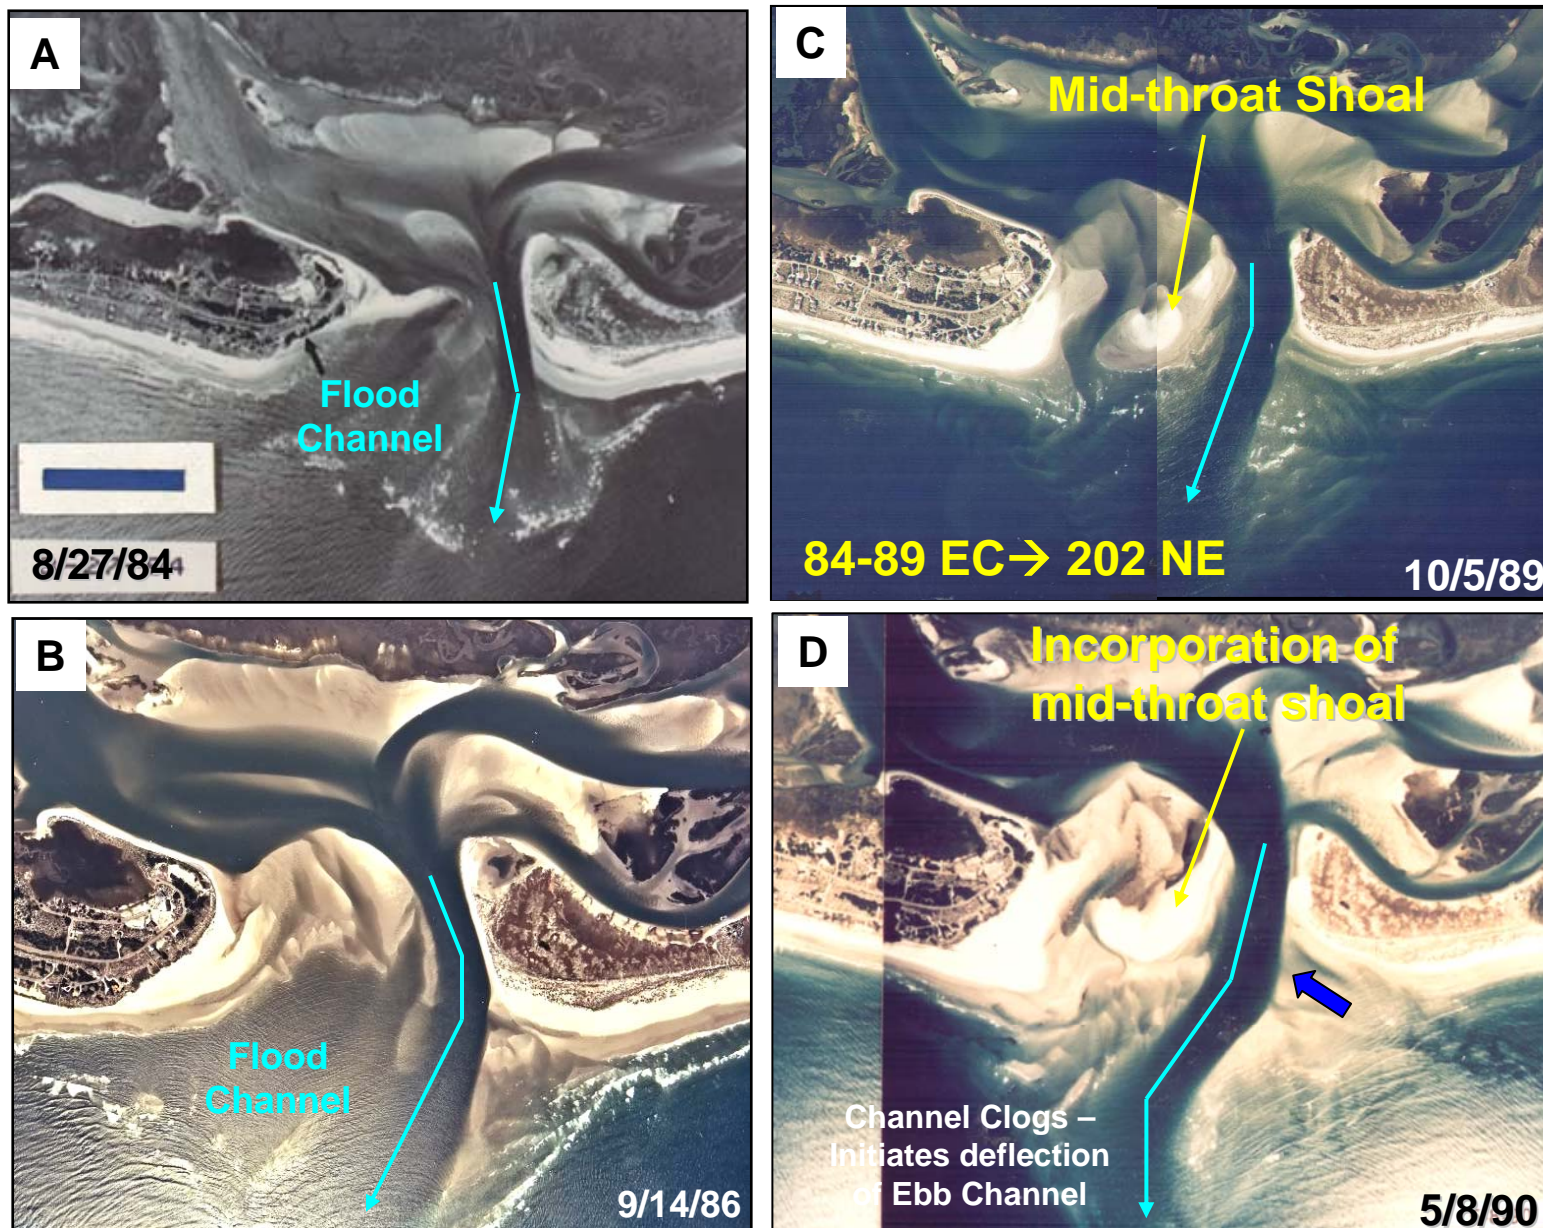 A
Flood
Channel
8/27/84
B
Flood
Channel
9/14/86
C
Mid-throat Shoal
84-89 EC→ 202 NE
10/5/89
D
Incorporation of
mid-throat shoal
Channel Clogs –
Initiates deflection
of Ebb Channel
5/8/90